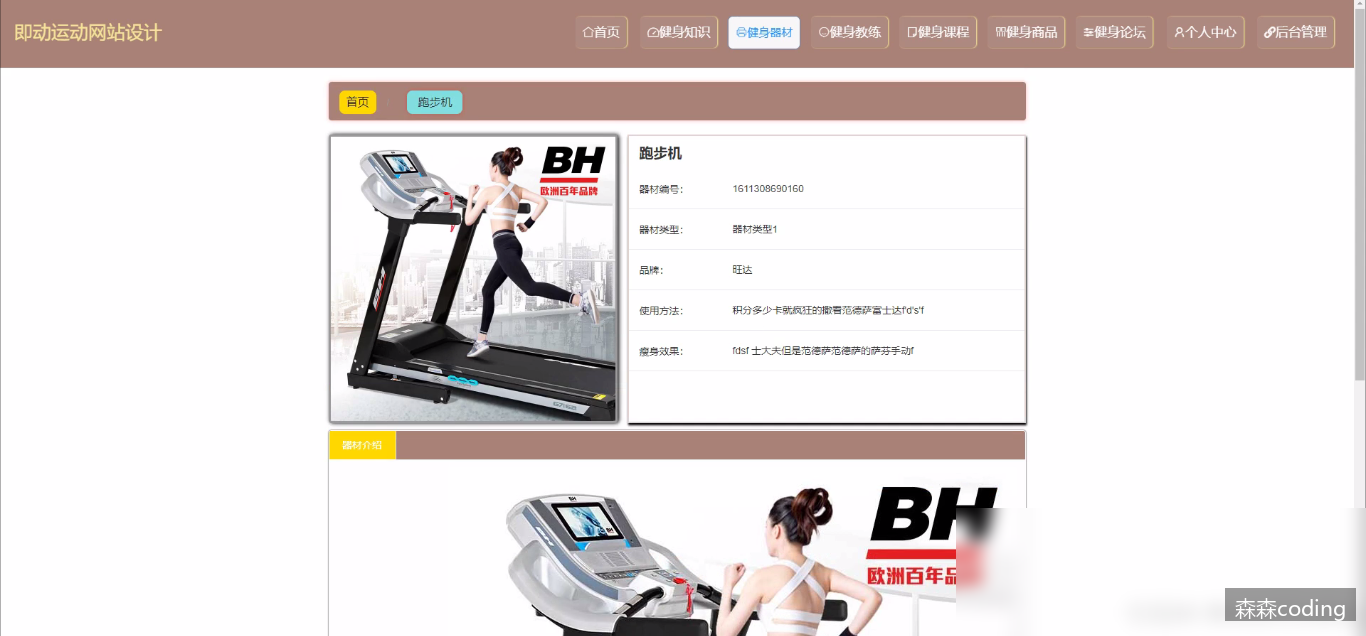 即动运动网站设计
首页
健身知识
健身器材
健身教练
健身课程
健身商品
健身论坛
个人中心
后台管理
首页
跑步机
BH
欧洲百年品牌
跑步机
器材编号： 1611308690160
器材类型： 器材类型1
品牌： 旺达
使用方法： 积分多少卡就疯狂的撒看范德萨富士达f'd's'f
瘦身效果： fdsf 士大夫但是范德萨范德萨的萨芬手动f
器材介绍
BH
欧洲百年品
森森coding